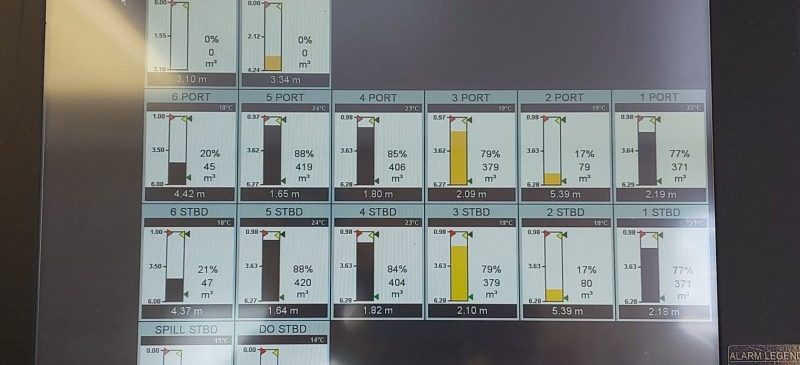 0.00 0.00
0% 0%
1.55 0 2.12 0
m³ m³
3.10 4.24
3.10 m 3.34 m
6 PORT 5 PORT 4 PORT 3 PORT 2 PORT 1 PORT
18°C 24°C 23°C 19°C 19°C 22°C
1.00 0.97 0.98 0.97 0.97 0.98
20% 88% 85% 79% 17% 77%
3.50 45 3.62 419 3.63 406 3.62 379 3.62 79 3.63 371
m³ m³ m³ m³ m³ m³
6.00 6.27 6.28 6.27 6.27 6.28
4.42 m 1.65 m 1.80 m 2.09 m 5.39 m 2.19 m
6 STBD 5 STBD 4 STBD 3 STBD 2 STBD 1 STBD
18°C 24°C 23°C 19°C 19°C
1.00 0.98 0.98 0.98 0.98 0.98
21% 88% 84% 79% 17% 77%
3.50 47 3.63 420 3.63 404 3.63 379 3.63 80 3.63 371
m³ m³ m³ m³ m³ m³
6.00 6.28 6.28 6.28 6.28 6.28
4.37 m 1.64 m 1.82 m 2.10 m 5.39 m 2.18 m
SPILL STBD DO STBD
15°C 14°C
0.00 0.00
ALARM LEGEND